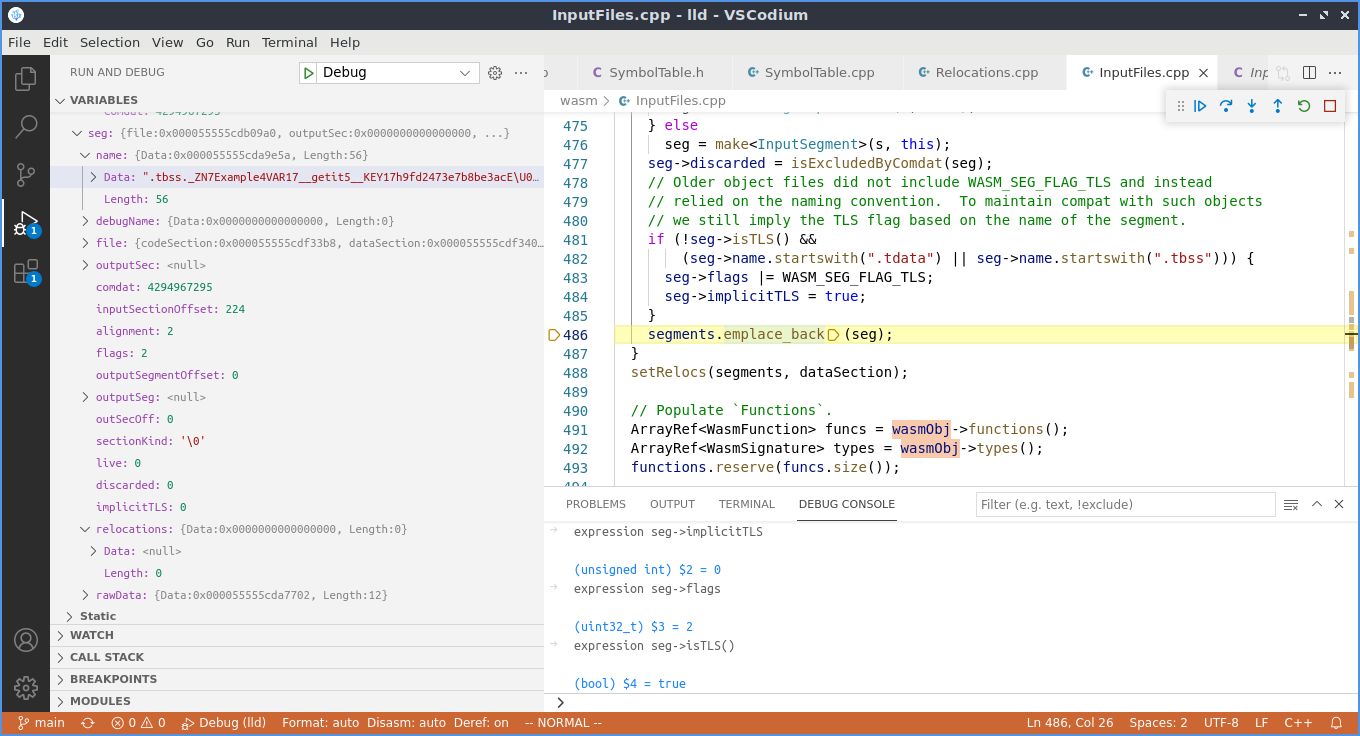 InputFiles.cpp - lld - VSCodium
File Edit Selection View Go Run Terminal Help
RUN AND DEBUG
Debug
SymbolTable.h
SymbolTable.cpp
Relocations.cpp
InputFiles.cpp
VARIABLES
comdat: 4294967295
seg: {file:0x000055555cdb09a0, outputSec:0x0000000000000000, ...}
name: {Data:0x000055555cda9e5a, Length:56}
Data: ".tbss._ZN7Example4VAR17__getit5__KEY17h9fd2473e7b8be3acE\U0…
Length: 56
debugName: {Data:0x0000000000000000, Length:0}
file: {codeSection:0x000055555cdf33b8, dataSection:0x000055555cdf340…
outputSec: <null>
comdat: 4294967295
inputSectionOffset: 224
alignment: 2
flags: 2
outputSegmentOffset: 0
outputSeg: <null>
outSecOff: 0
sectionKind: '\0'
live: 0
discarded: 0
implicitTLS: 0
relocations: {Data:0x0000000000000000, Length:0}
Data: <null>
Length: 0
rawData: {Data:0x000055555cda7702, Length:12}
Static
WATCH
CALL STACK
BREAKPOINTS
MODULES
1
1
wasm > InputFiles.cpp
475 } else
476 seg = make<InputSegment>(s, this);
477 seg->discarded = isExcludedByComdat(seg);
478 // Older object files did not include WASM_SEG_FLAG_TLS and instead
479 // relied on the naming convention.  To maintain compat with such objects
480 // we still imply the TLS flag based on the name of the segment.
481 if (!seg->isTLS() &&
482 (seg->name.startswith(".tdata") || seg->name.startswith(".tbss"))) {
483 seg->flags |= WASM_SEG_FLAG_TLS;
484 seg->implicitTLS = true;
485 }
486 segments.emplace_back(seg);
487 }
488 setRelocs(segments, dataSection);
489
490 // Populate `Functions`.
491 ArrayRef<WasmFunction> funcs = wasmObj->functions();
492 ArrayRef<WasmSignature> types = wasmObj->types();
493 functions.reserve(funcs.size());
PROBLEMS OUTPUT TERMINAL DEBUG CONSOLE
Filter (e.g. text, !exclude)
expression seg->implicitTLS
(unsigned int) $2 = 0
expression seg->flags
(uint32_t) $3 = 2
expression seg->isTLS()
(bool) $4 = true
main 0 0 Debug (lld) Format: auto Disasm: auto Deref: on -- NORMAL -- Ln 486, Col 26 Spaces: 2 UTF-8 LF C++